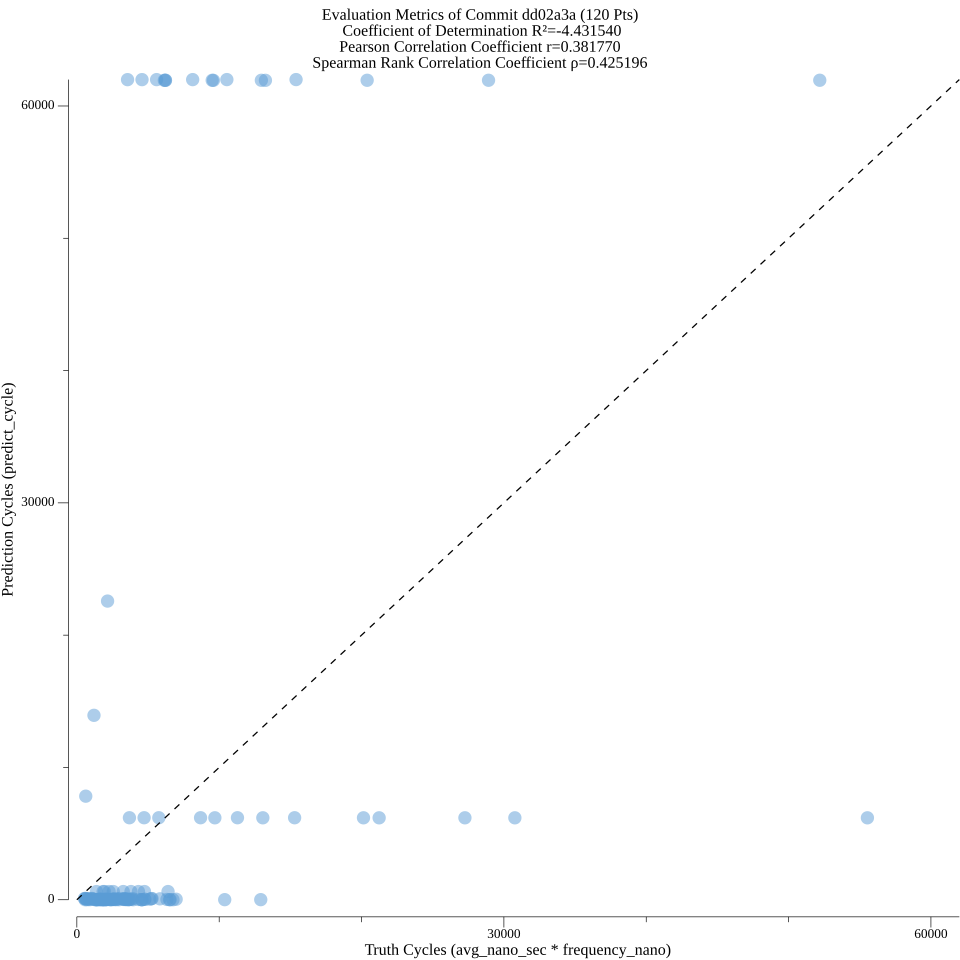 Evaluation Metrics of Commit dd02a3a (120 Pts)
Coefficient of Determination R²=-4.431540
Pearson Correlation Coefficient r=0.381770
Spearman Rank Correlation Coefficient ρ=0.425196
60000
30000
0
Prediction Cycles (predict_cycle)
0
30000
60000
Truth Cycles (avg_nano_sec * frequency_nano)